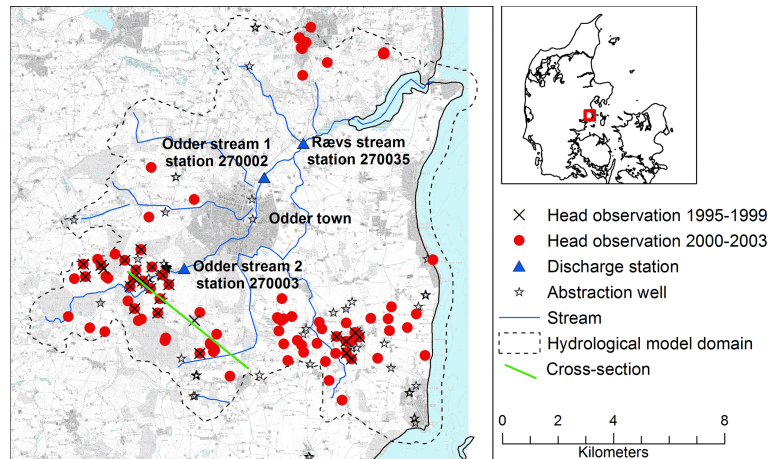 Odder stream 1
station 270002
Rævs stream
station 270035
Odder town
Odder stream 2
station 270003
Head observation 1995-1999
Head observation 2000-2003
Discharge station
Abstraction well
Stream
Hydrological model domain
Cross-section
0 2 4 6 8
Kilometers